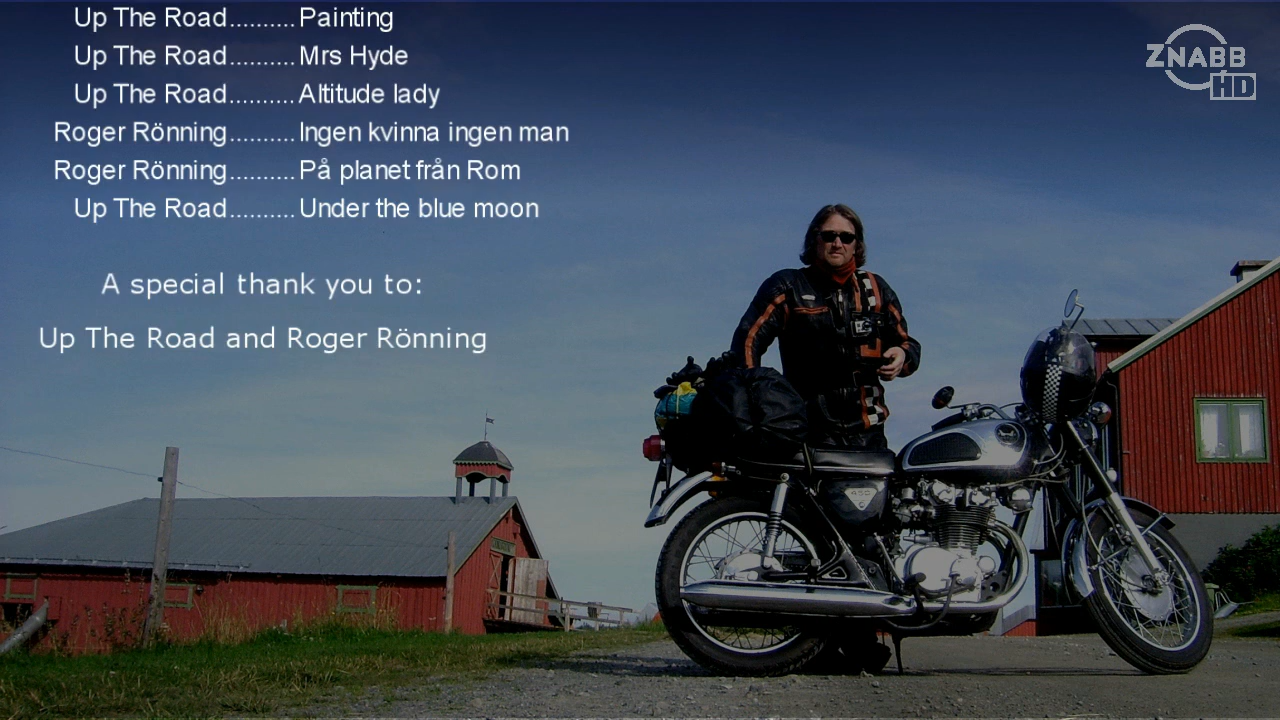 Up The Road..........Painting
Up The Road..........Mrs Hyde
Up The Road..........Altitude lady
Roger Rönning..........Ingen kvinna ingen man
Roger Rönning..........På planet från Rom
Up The Road..........Under the blue moon
A special thank you to:
Up The Road and Roger Rönning
ZNABB
HD
450